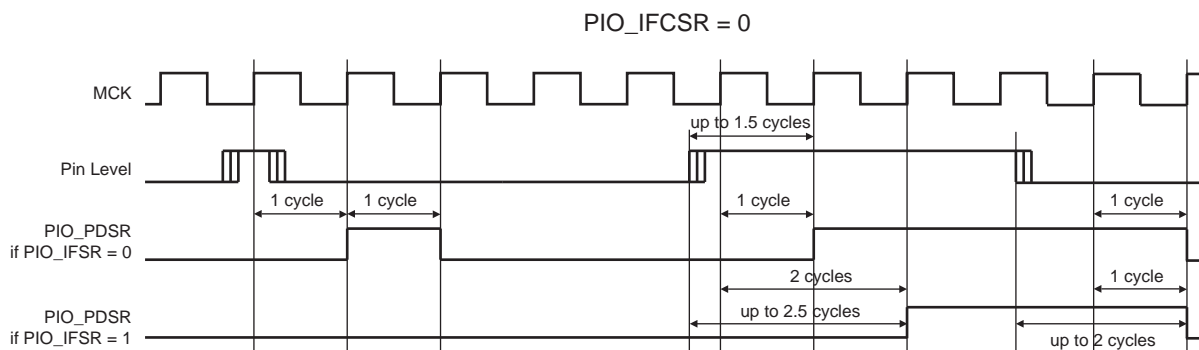 PIO_IFCSR = 0
MCK
up to 1.5 cycles
Pin Level
1 cycle
1 cycle
1 cycle
1 cycle
PIO_PDSR
if PIO_IFSR = 0
2 cycles
1 cycle
PIO_PDSR
if PIO_IFSR = 1
up to 2.5 cycles
up to 2 cycles